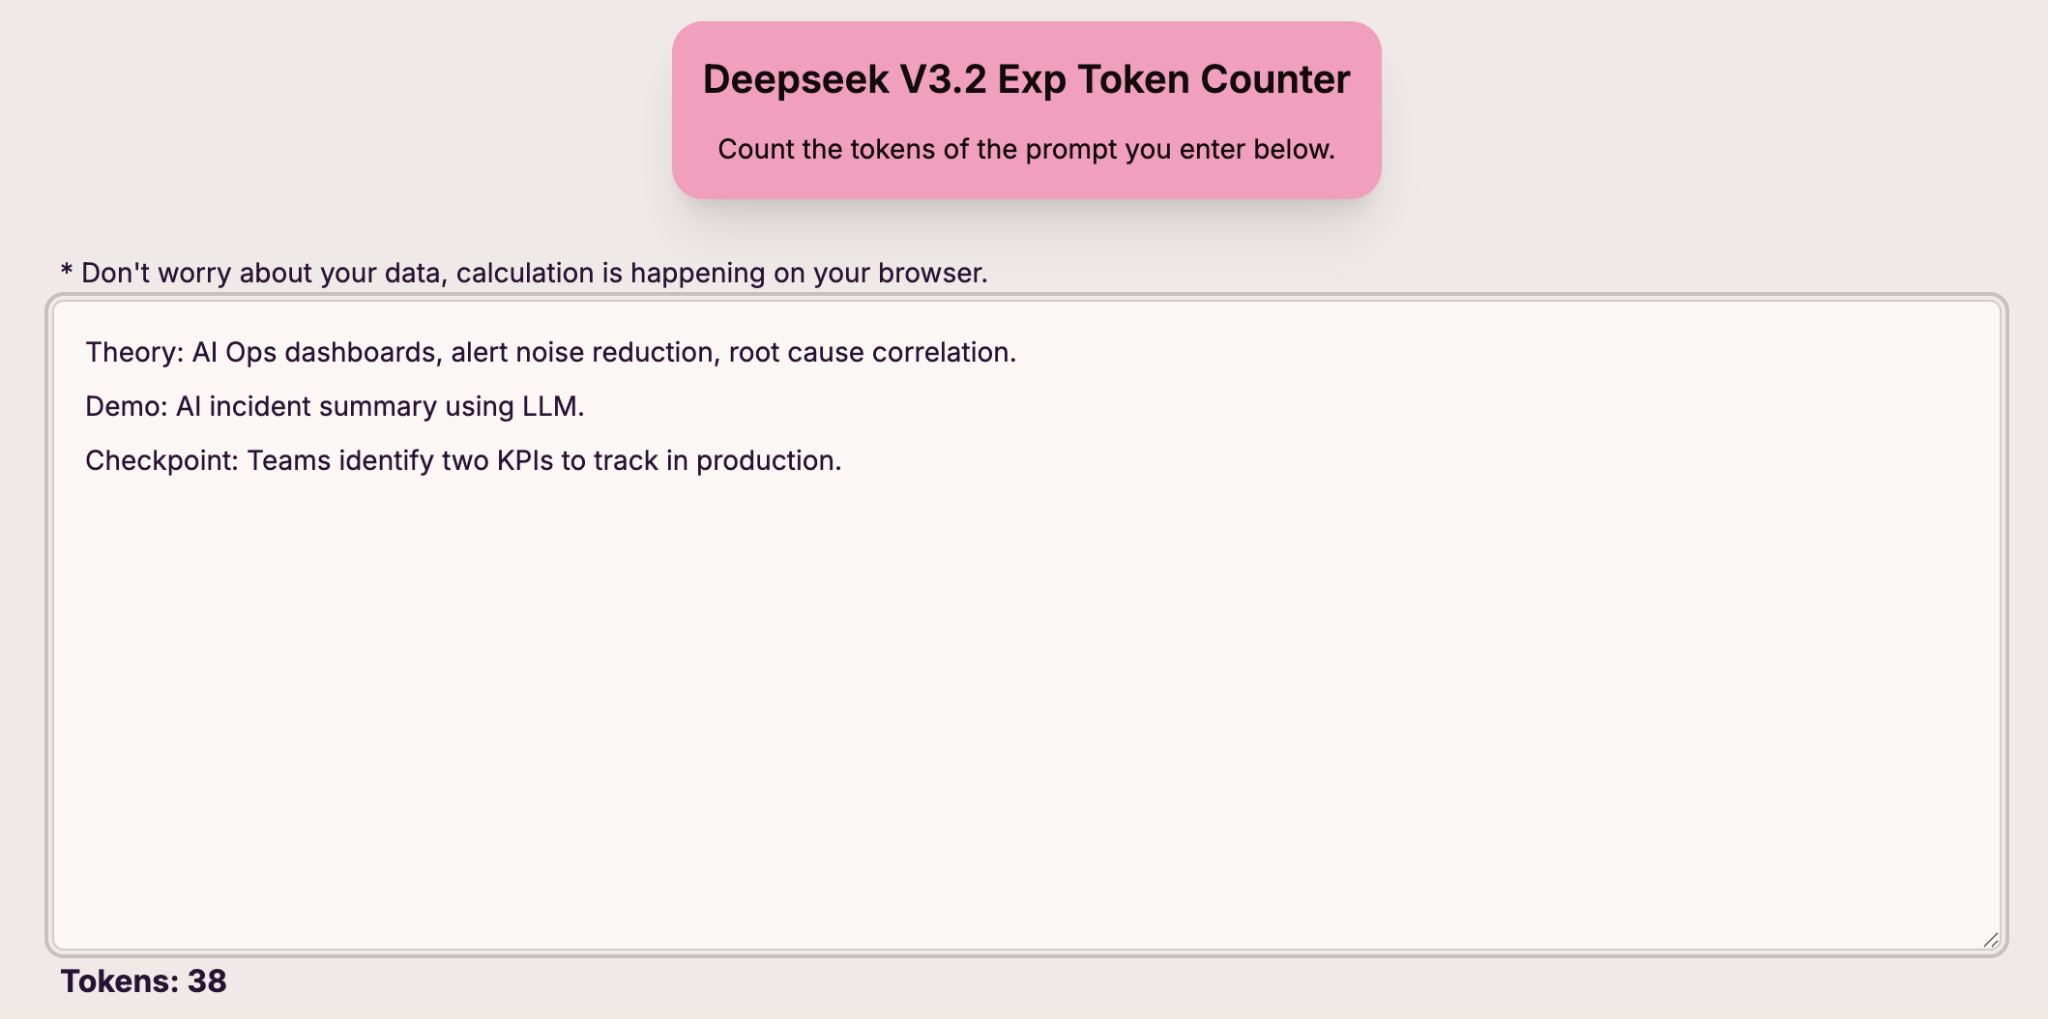 Deepseek V3.2 Exp Token Counter
Count the tokens of the prompt you enter below.
* Don't worry about your data, calculation is happening on your browser.
Theory: AI Ops dashboards, alert noise reduction, root cause correlation.
Demo: AI incident summary using LLM.
Checkpoint: Teams identify two KPIs to track in production.
Tokens: 38